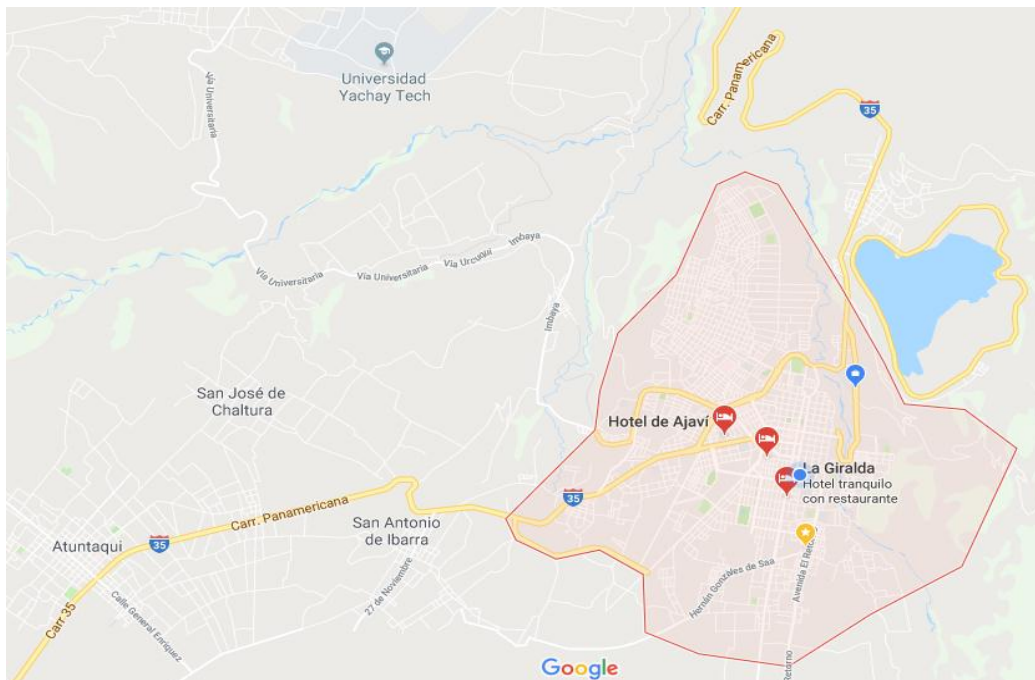 Universidad
Yachay Tech
Vía Universitaria
Carr. Panamericana
35
Imbaya
Vía Urcuquí
Vía Universitaria
Vía Universitaria
Imbaya
San José de
Chaltura
Hotel de Ajaví
La Giralda
Hotel tranquilo
con restaurante
35
Carr. Panamericana
San Antonio
de Ibarra
Atuntaqui
35
27 de Noviembre
Hernán Gonzáles de Saa
Avenida El Retorno
Calle General Enríquez
Carr 35
Retorno
Google